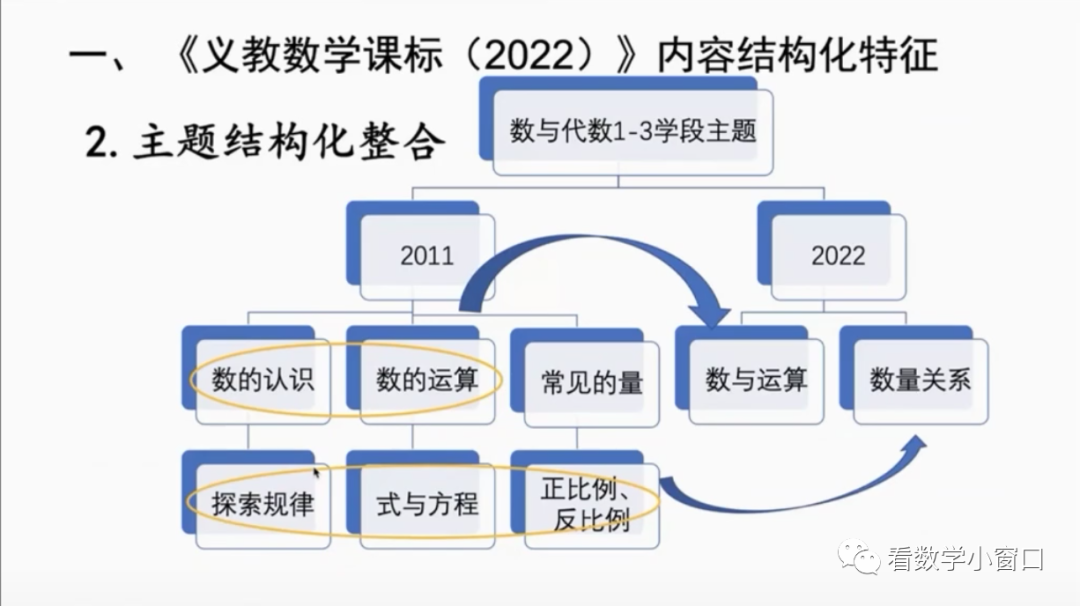 一、《义教数学课标（2022）》内容结构化特征
2. 主题结构化整合
数与代数1-3学段主题
2011
2022
数的认识
数的运算
常见的量
数与运算
数量关系
探索规律
式与方程
正比例、
反比例
看数学小窗口